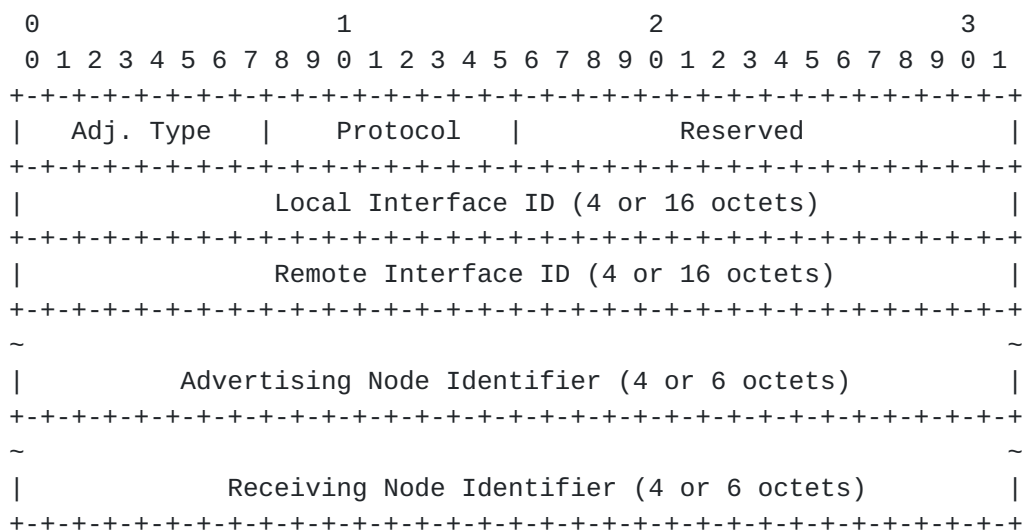 0                   1                   2                   3
 0 1 2 3 4 5 6 7 8 9 0 1 2 3 4 5 6 7 8 9 0 1 2 3 4 5 6 7 8 9 0 1
+-+-+-+-+-+-+-+-+-+-+-+-+-+-+-+-+-+-+-+-+-+-+-+-+-+-+-+-+-+-+-+-+
|   Adj. Type   |    Protocol   |          Reserved             |
+-+-+-+-+-+-+-+-+-+-+-+-+-+-+-+-+-+-+-+-+-+-+-+-+-+-+-+-+-+-+-+-+
|                Local Interface ID (4 or 16 octets)            |
+-+-+-+-+-+-+-+-+-+-+-+-+-+-+-+-+-+-+-+-+-+-+-+-+-+-+-+-+-+-+-+-+
|                Remote Interface ID (4 or 16 octets)           |
+-+-+-+-+-+-+-+-+-+-+-+-+-+-+-+-+-+-+-+-+-+-+-+-+-+-+-+-+-+-+-+-+
~                                                               ~
|          Advertising Node Identifier (4 or 6 octets)          |
+-+-+-+-+-+-+-+-+-+-+-+-+-+-+-+-+-+-+-+-+-+-+-+-+-+-+-+-+-+-+-+-+
~                                                               ~
|             Receiving Node Identifier (4 or 6 octets)         |
+-+-+-+-+-+-+-+-+-+-+-+-+-+-+-+-+-+-+-+-+-+-+-+-+-+-+-+-+-+-+-+-+